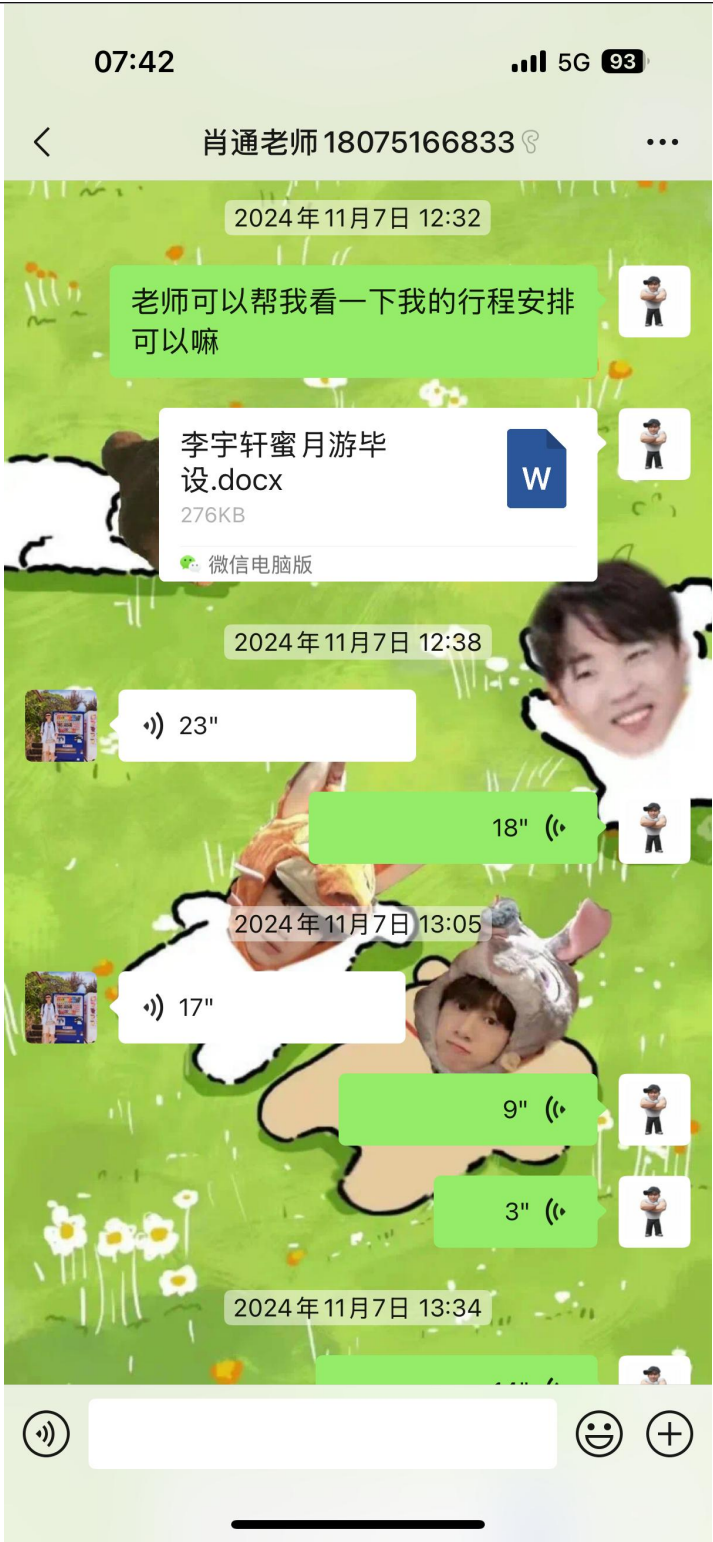 07:42
5G 93
肖通老师18075166833
2024年11月7日 12:32
老师可以帮我看一下我的行程安排
可以嘛
李宇轩蜜月游毕
设.docx
W
276KB
微信电脑版
2024年11月7日 12:38
23"
18"
2024年11月7日 13:05
17"
9"
3"
2024年11月7日 13:34